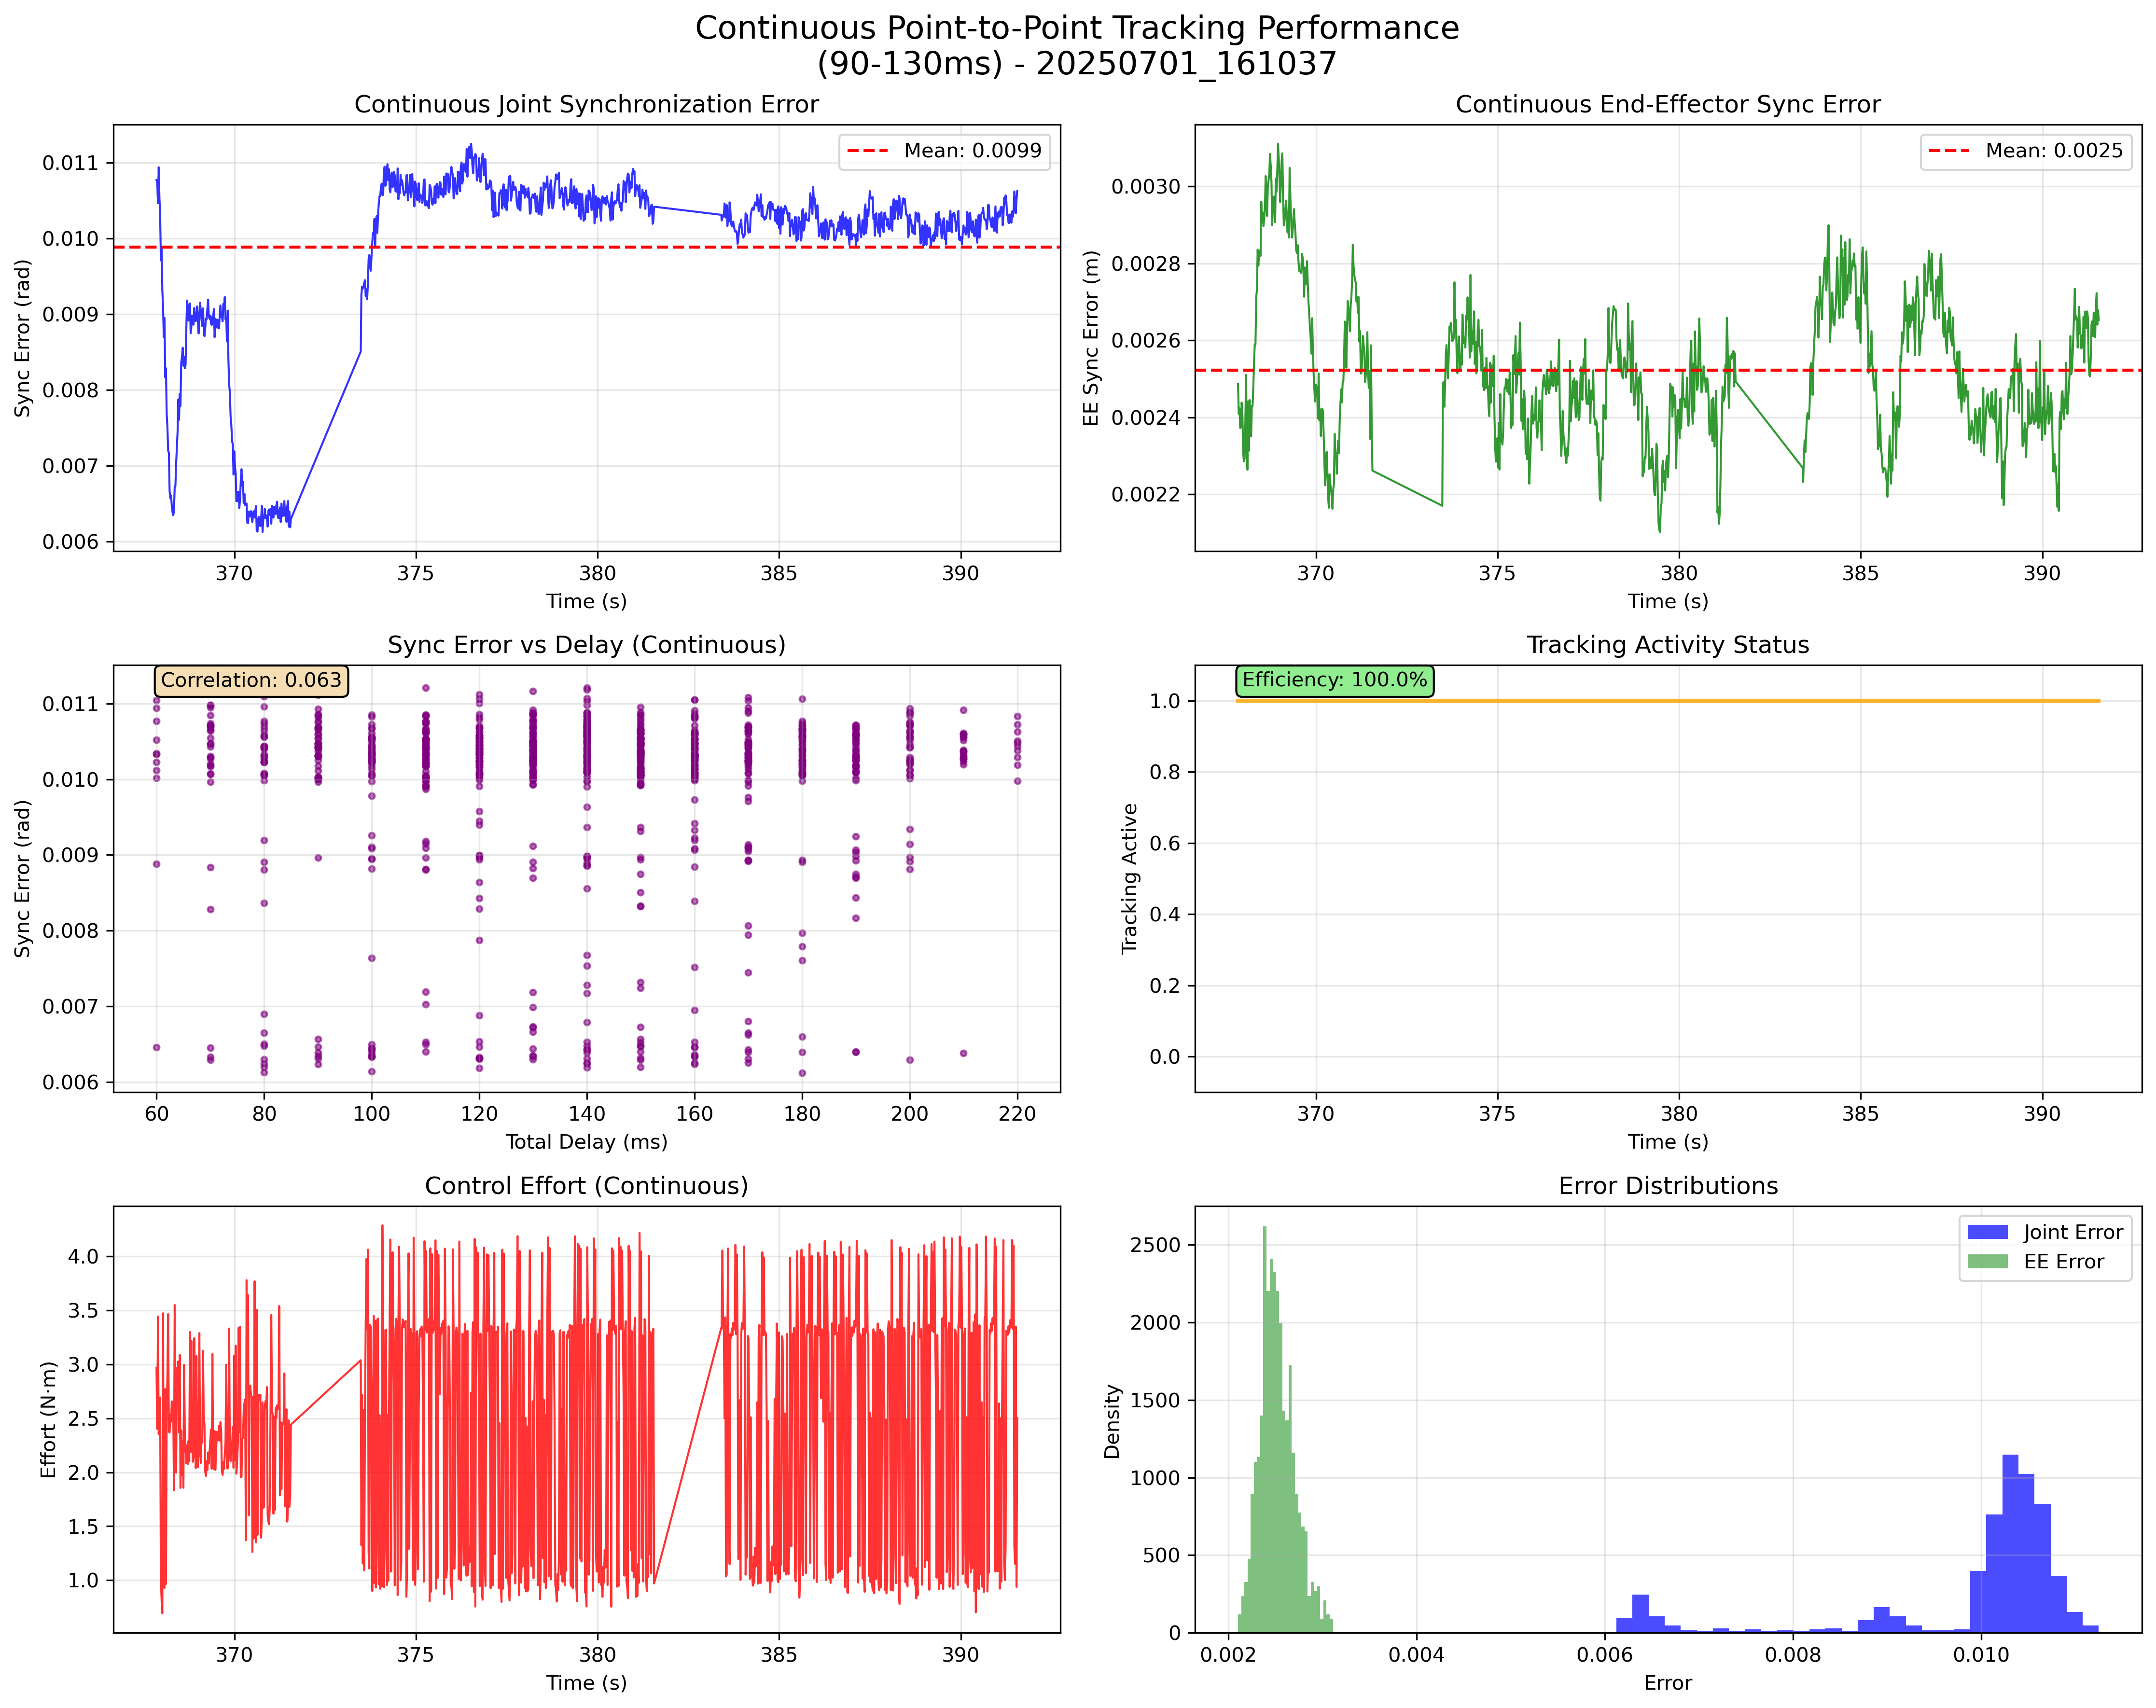 Continuous Point-to-Point Tracking Performance
(90-130ms) - 20250701_161037
Continuous Joint Synchronization Error
Mean: 0.0099
0.011
0.010
0.009
0.008
0.007
0.006
Sync Error (rad)
370 375 380 385 390
Time (s)
Continuous End-Effector Sync Error
Mean: 0.0025
0.0030
0.0028
0.0026
0.0024
0.0022
EE Sync Error (m)
370 375 380 385 390
Time (s)
Sync Error vs Delay (Continuous)
Correlation: 0.063
0.011
0.010
0.009
0.008
0.007
0.006
Sync Error (rad)
60 80 100 120 140 160 180 200 220
Total Delay (ms)
Tracking Activity Status
Efficiency: 100.0%
1.0
0.8
0.6
0.4
0.2
0.0
Tracking Active
370 375 380 385 390
Time (s)
Control Effort (Continuous)
4.0
3.5
3.0
2.5
2.0
1.5
1.0
Effort (N·m)
370 375 380 385 390
Time (s)
Error Distributions
Joint Error
EE Error
2500
2000
1500
1000
500
0
Density
0.002 0.004 0.006 0.008 0.010
Error